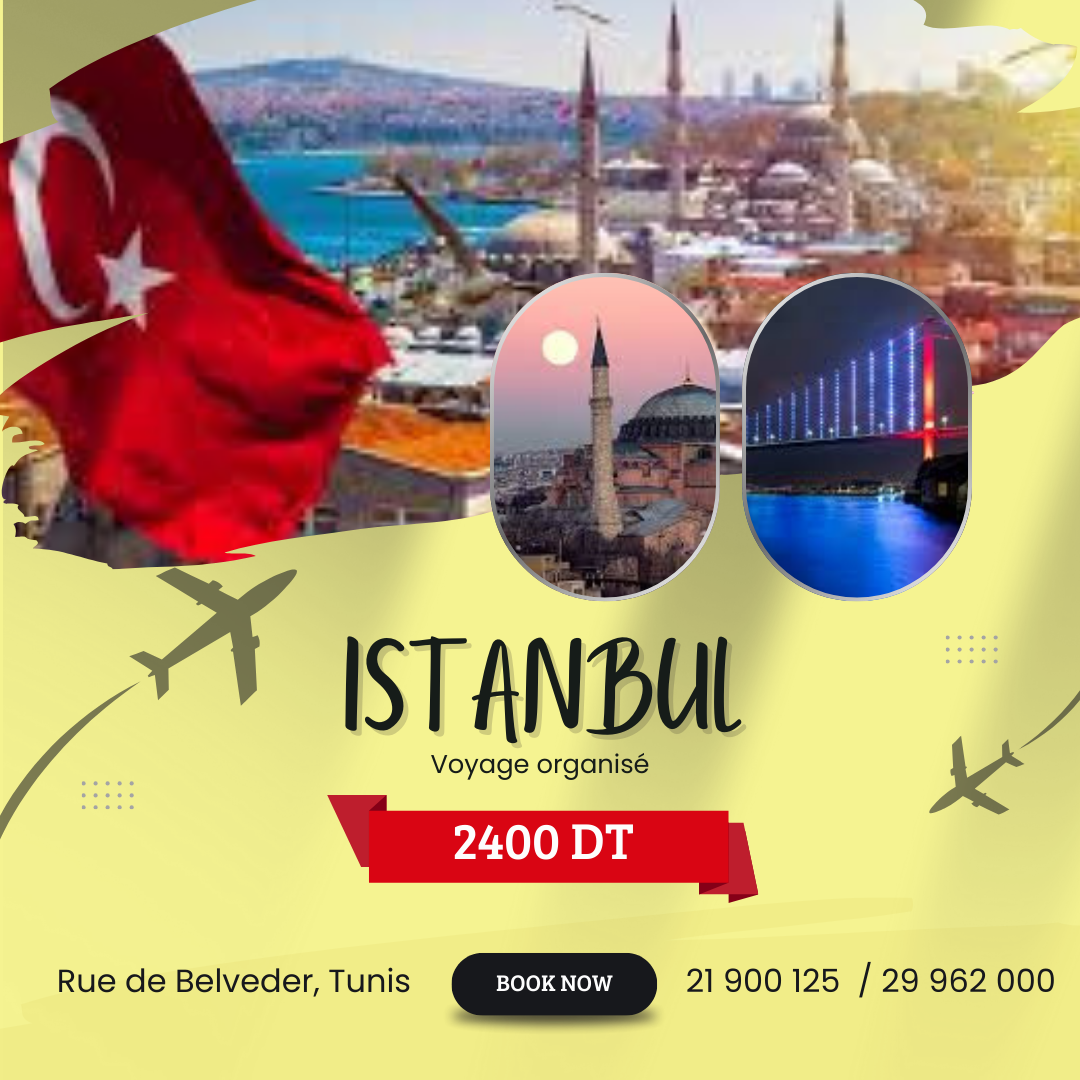 ISTANBUL
Voyage organisé
2400 DT
Rue de Belveder, Tunis
BOOK NOW
21 900 125 / 29 962 000